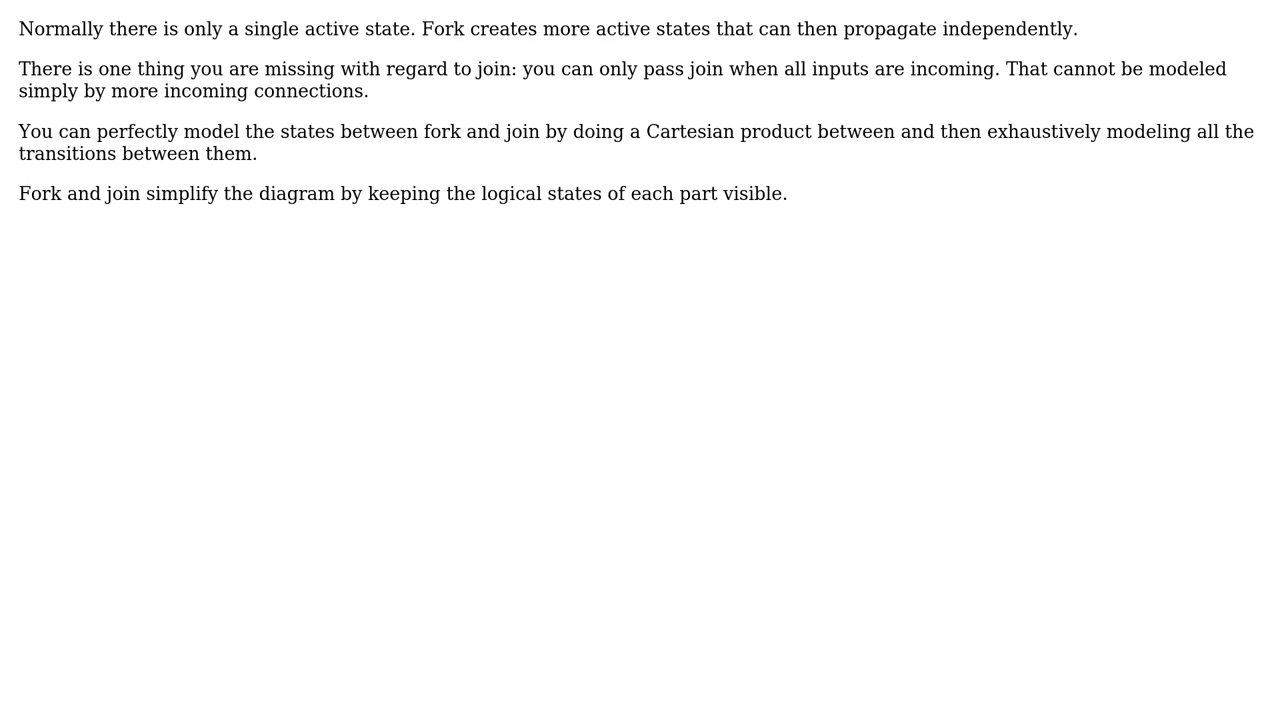 Normally there is only a single active state. Fork creates more active states that can then propagate independently.
There is one thing you are missing with regard to join: you can only pass join when all inputs are incoming. That cannot be modeled
simply by more incoming connections.
You can perfectly model the states between fork and join by doing a Cartesian product between and then exhaustively modeling all the
transitions between them.
Fork and join simplify the diagram by keeping the logical states of each part visible.